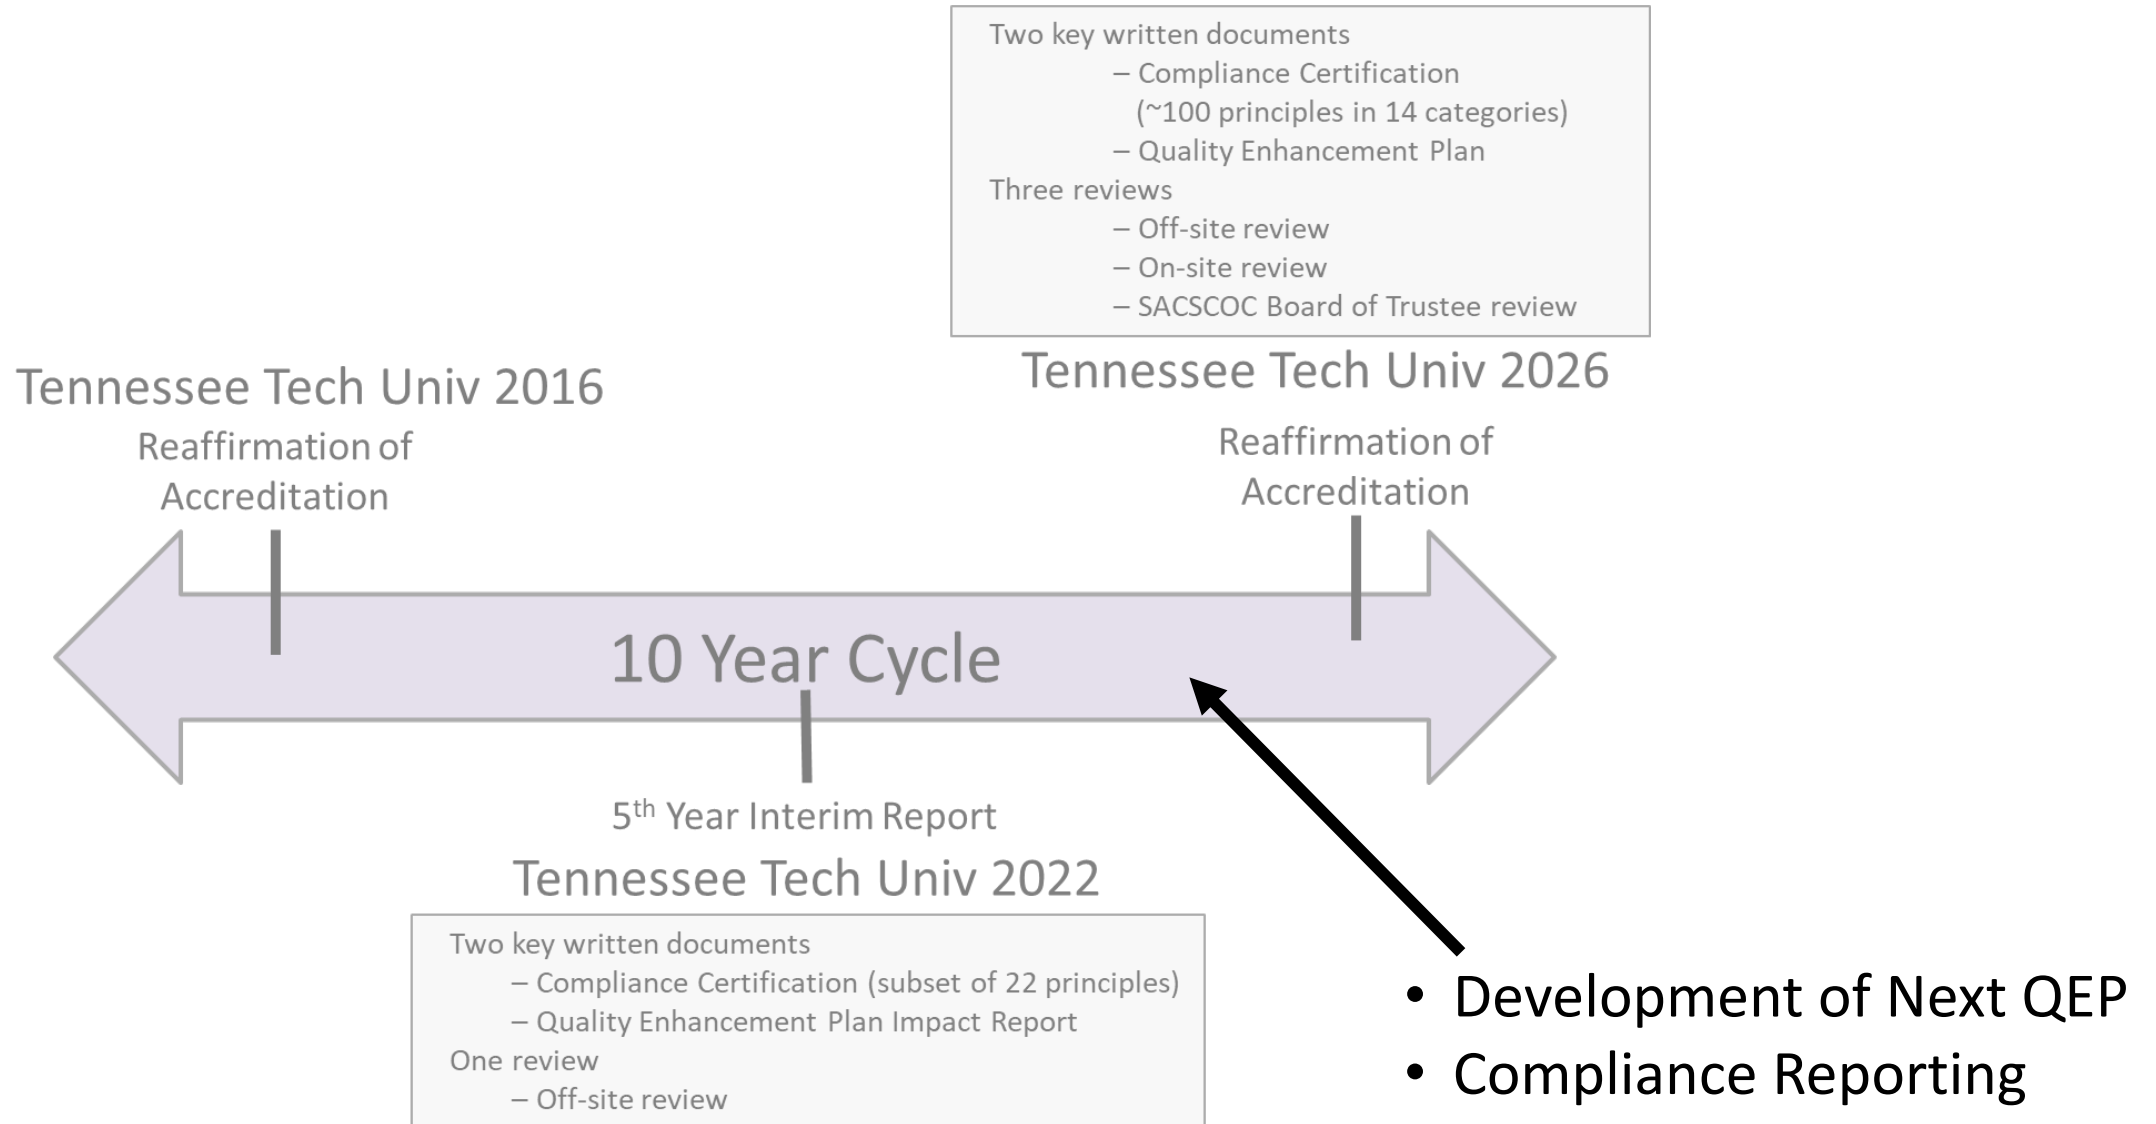 Two key written documents
– Compliance Certification
(~100 principles in 14 categories)
– Quality Enhancement Plan
Three reviews
– Off-site review
– On-site review
– SACSCOC Board of Trustee review
Tennessee Tech Univ 2016
Reaffirmation of
Accreditation
Tennessee Tech Univ 2026
Reaffirmation of
Accreditation
10 Year Cycle
5th Year Interim Report
Tennessee Tech Univ 2022
Two key written documents
– Compliance Certification (subset of 22 principles)
– Quality Enhancement Plan Impact Report
One review
– Off-site review
• Development of Next QEP
• Compliance Reporting